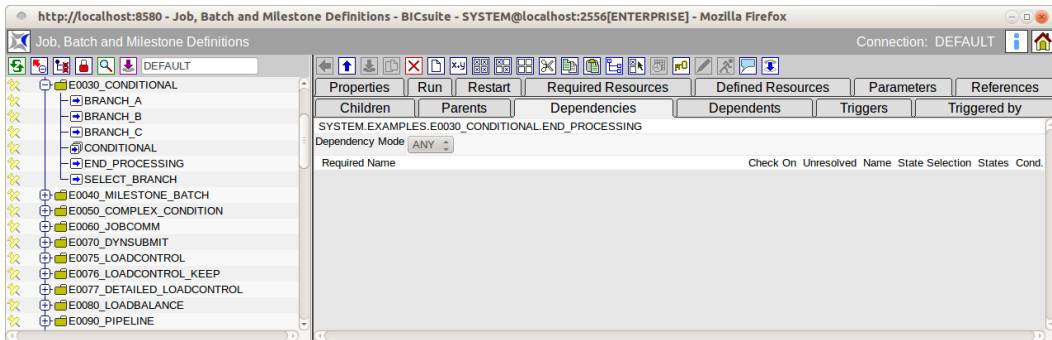 http://localhost:8580 - Job, Batch and Milestone Definitions - BICsuite - SYSTEM@localhost:2556[ENTERPRISE] - Mozilla Firefox
Job, Batch and Milestone Definitions
Connection: DEFAULT
DEFAULT
E0030_CONDITIONAL
BRANCH_A
BRANCH_B
BRANCH_C
CONDITIONAL
END_PROCESSING
SELECT_BRANCH
E0040_MILESTONE_BATCH
E0050_COMPLEX_CONDITION
E0060_JOBCOMM
E0070_DYNSUBMIT
E0075_LOADCONTROL
E0076_LOADCONTROL_KEEP
E0077_DETAILED_LOADCONTROL
E0080_LOADBALANCE
E0090_PIPELINE
x,y
Properties Run Restart Required Resources Defined Resources Parameters References
Children Parents Dependencies Dependents Triggers Triggered by
SYSTEM.EXAMPLES.E0030_CONDITIONAL.END_PROCESSING
Dependency Mode ANY
Required Name Check On Unresolved Name State Selection States Cond.